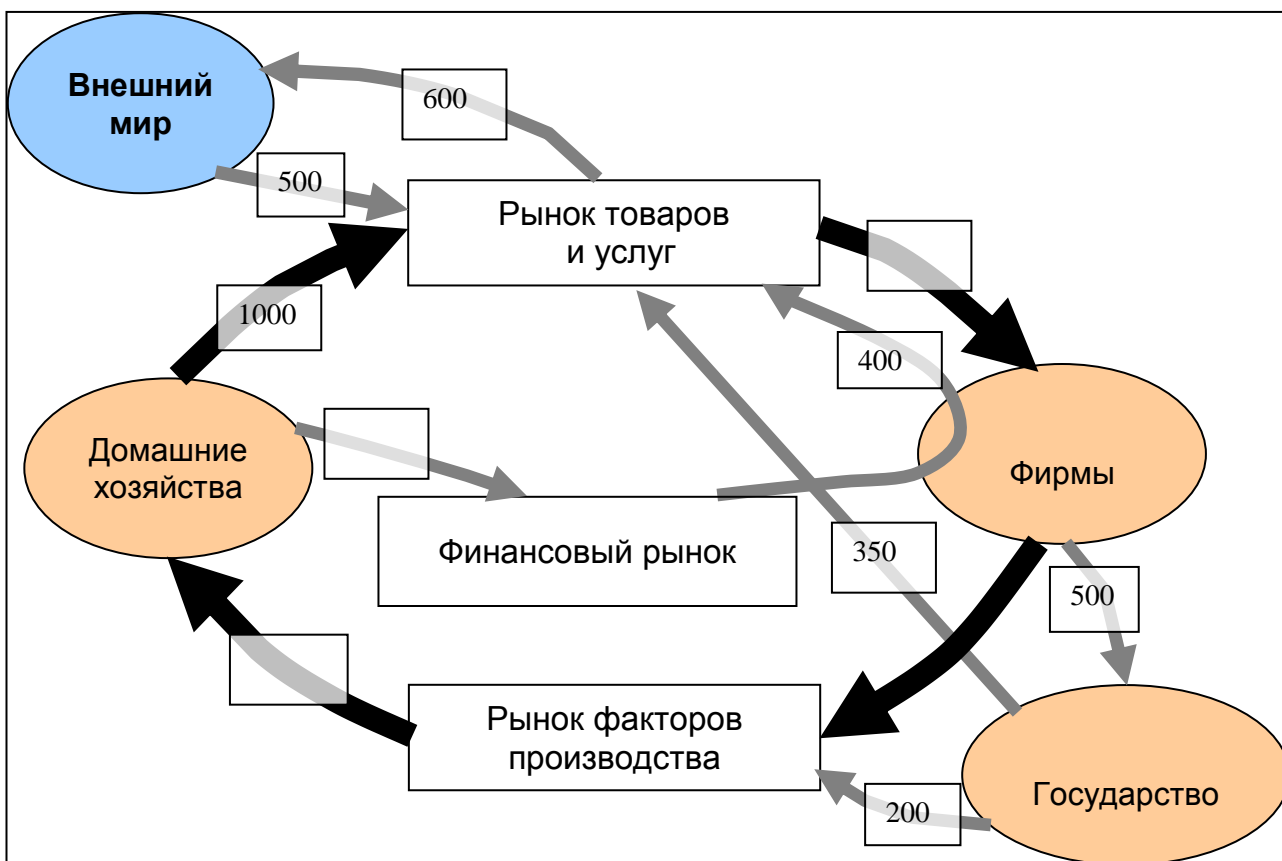 Внешний
мир
600
500
Рынок товаров
и услуг
1000
400
Домашние
хозяйства
Фирмы
Финансовый рынок
350
500
Рынок факторов
производства
Государство
200